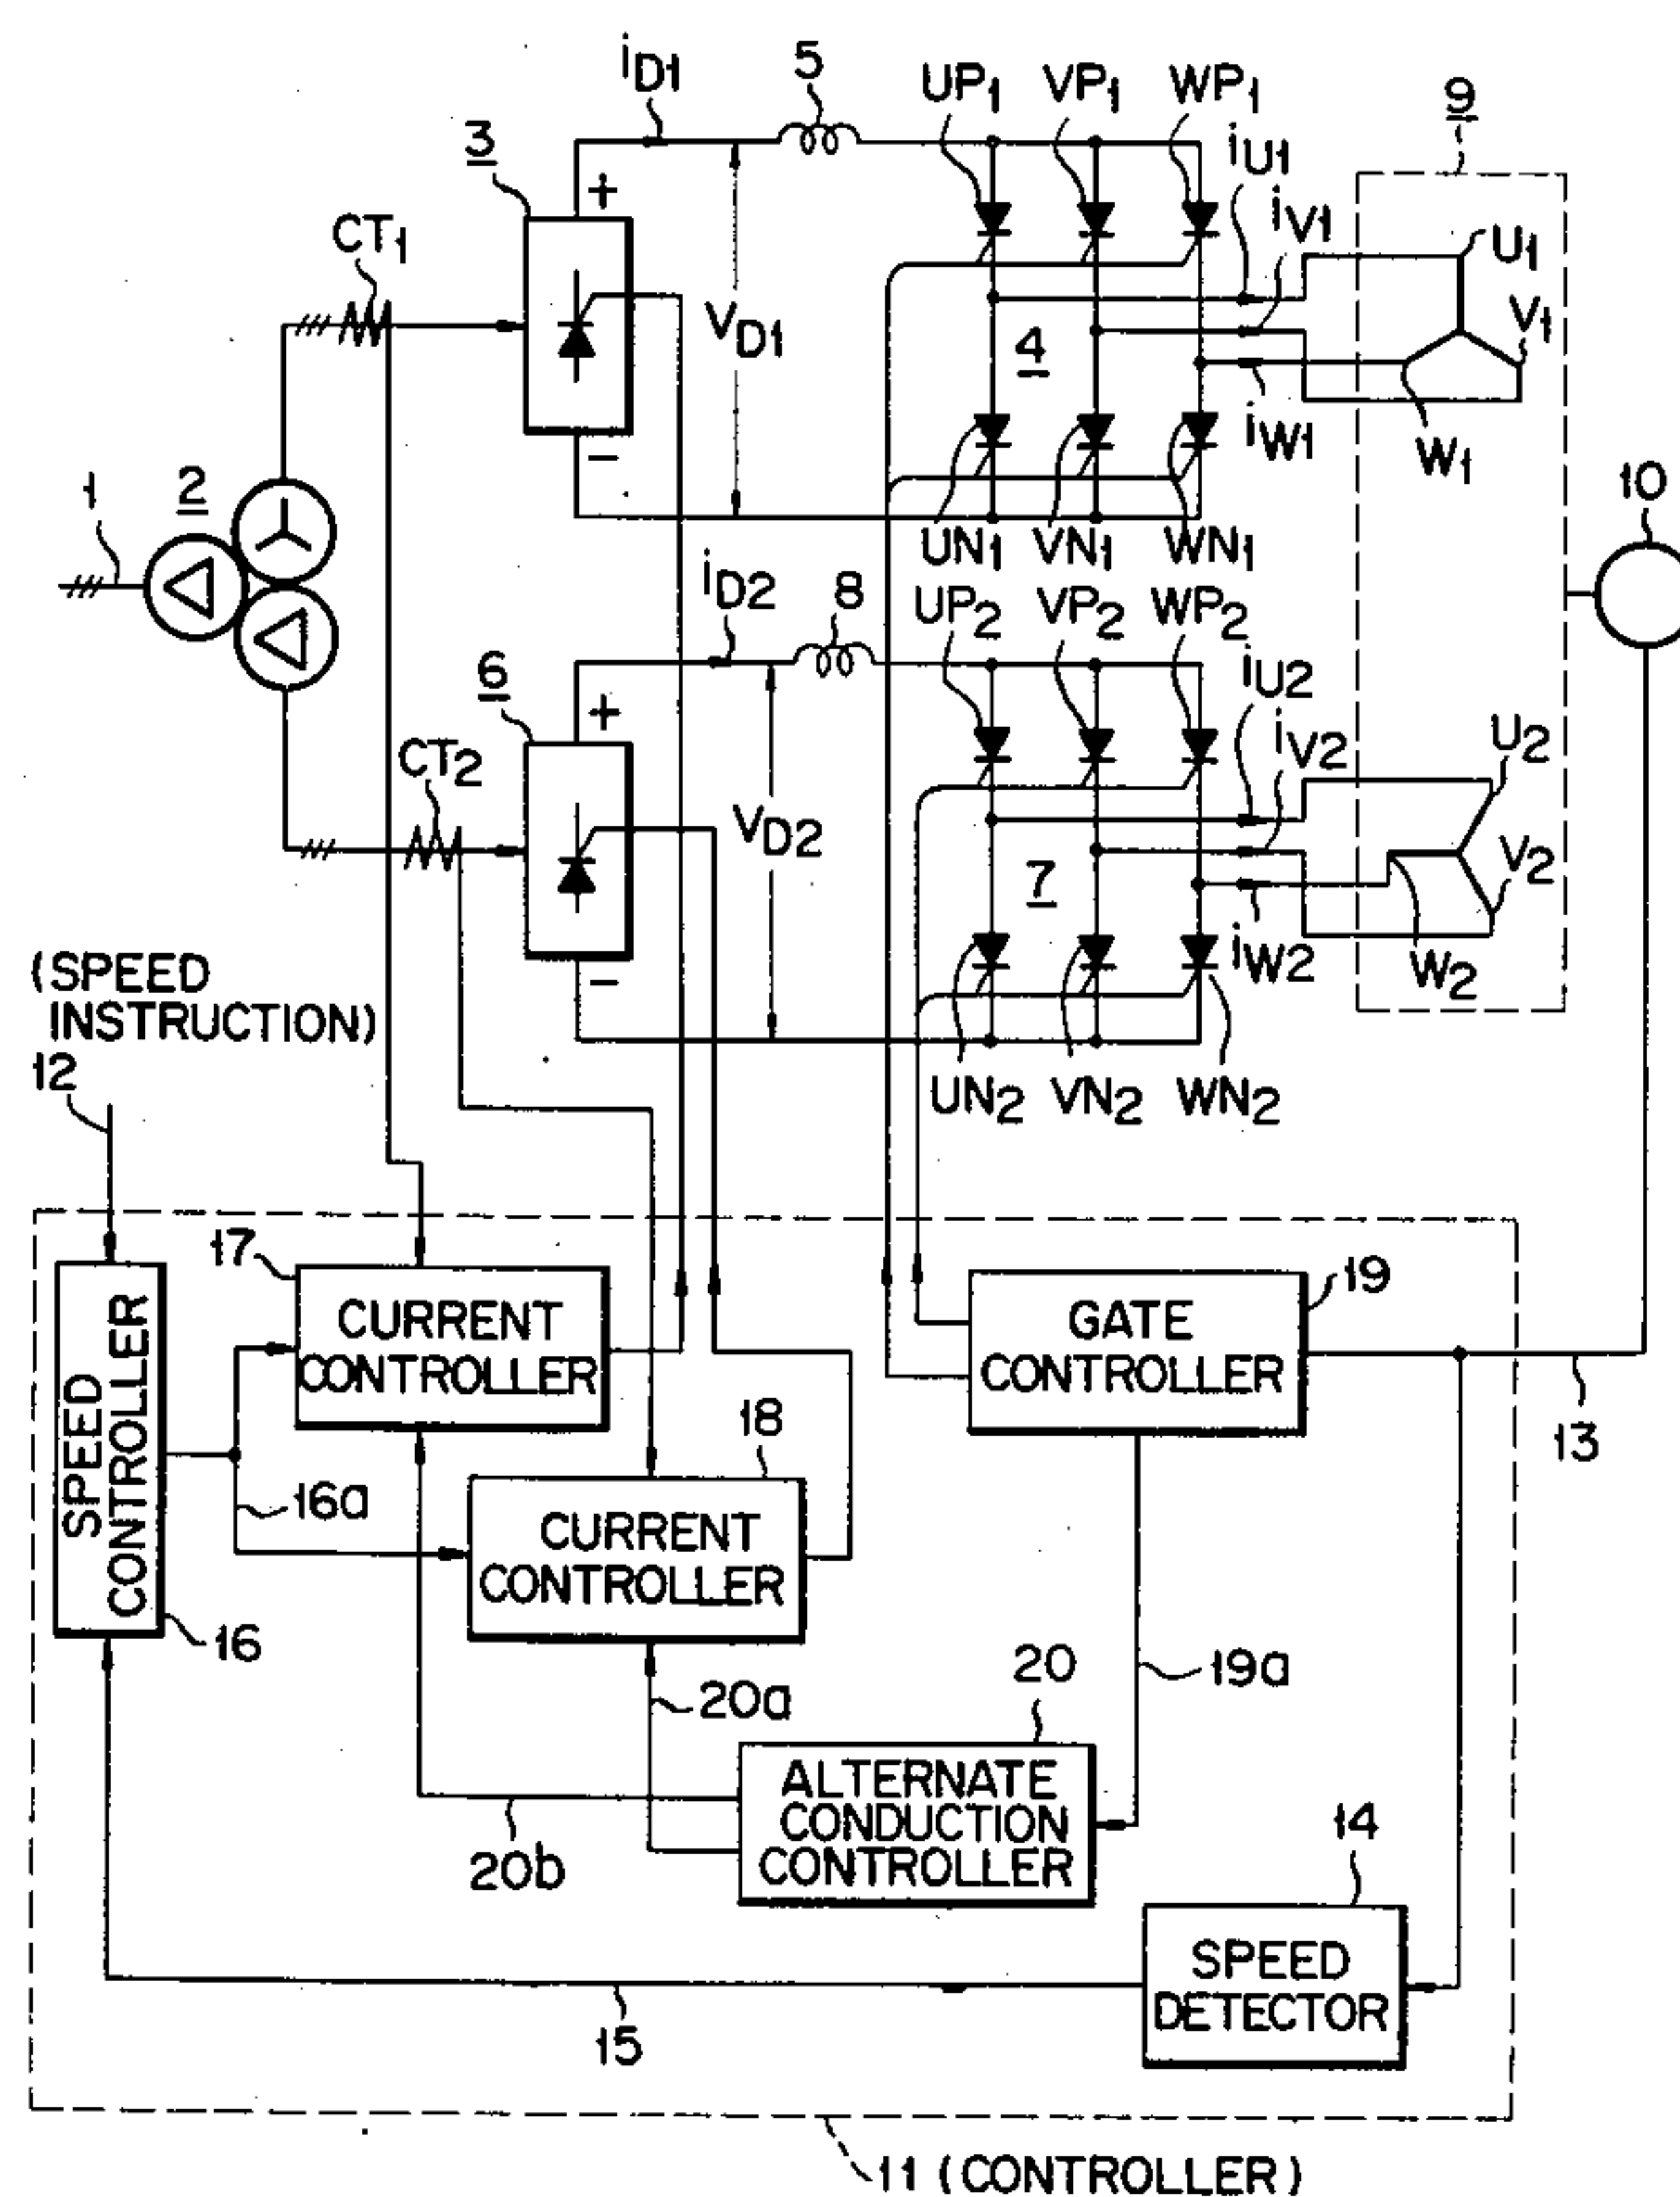 iD1
5
UP1
VP1
WP1
9
3
iU1
iV1
+
CT1
U1
V1
VD1
4
−
iW1
W1
1
2
10
UN1
VN1
WN1
iD2
8
UP2
VP2
WP2
6
iU2
iV2
+
CT2
U2
VD2
V2
7
iW2
W2
−
(SPEED
INSTRUCTION)
12
UN2
VN2
WN2
17
19
CURRENT
CONTROLLER
GATE
CONTROLLER
SPEED
CONTROLLER
18
13
16a
CURRENT
CONTROLLER
16
20
19a
20a
ALTERNATE
CONDUCTION
CONTROLLER
14
20b
SPEED
DETECTOR
15
11 (CONTROLLER)